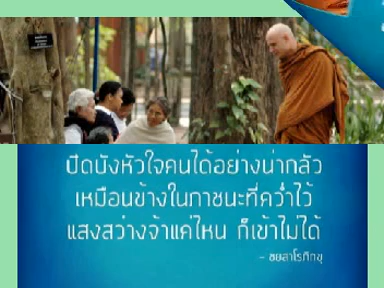 ปิดบังหัวใจคนได้อย่างน่ากลัว
เหมือนข้างในภาชนะที่คว่ำไว้
แสงสว่างจ้าแค่ไหน ก็เข้าไม่ได้
- ชยสาโรภิกขุ